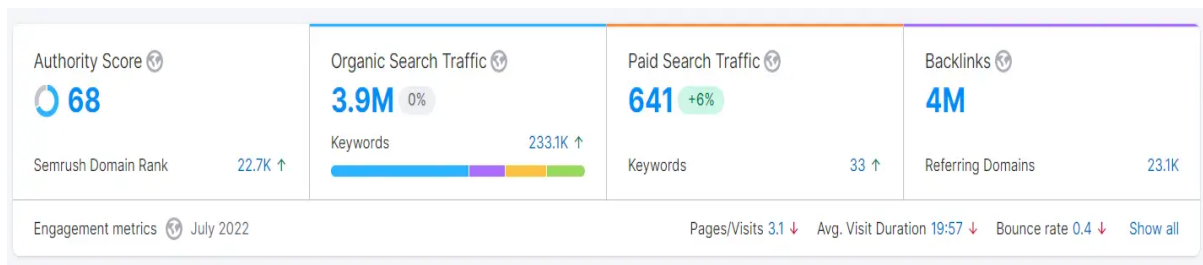 Authority Score
68
Semrush Domain Rank 22.7K ↑
Organic Search Traffic
3.9M 0%
Keywords 233.1K ↑
Paid Search Traffic
641 +6%
Keywords 33 ↑
Backlinks
4M
Referring Domains 23.1K
Engagement metrics July 2022
Pages/Visits 3.1 ↓ Avg. Visit Duration 19:57 ↓ Bounce rate 0.4 ↓ Show all